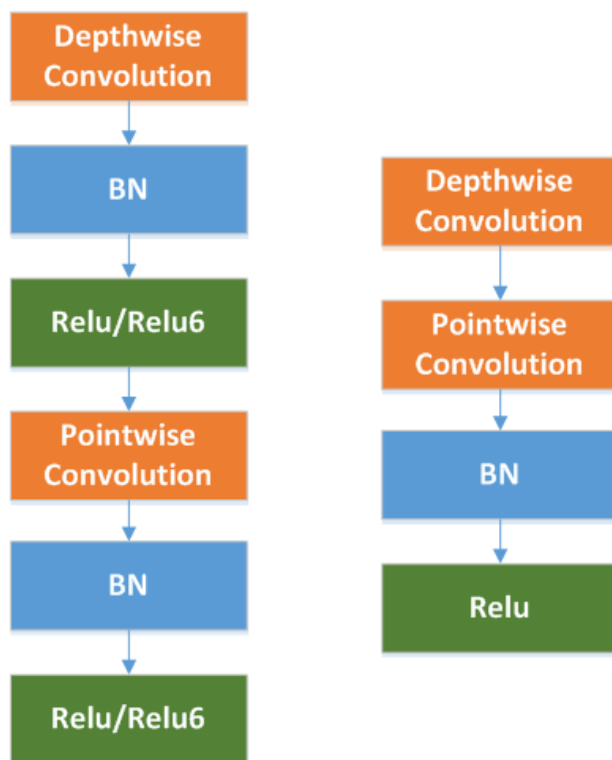 Depthwise
Convolution
BN
Relu/Relu6
Pointwise
Convolution
BN
Relu/Relu6
Depthwise
Convolution
Pointwise
Convolution
BN
Relu